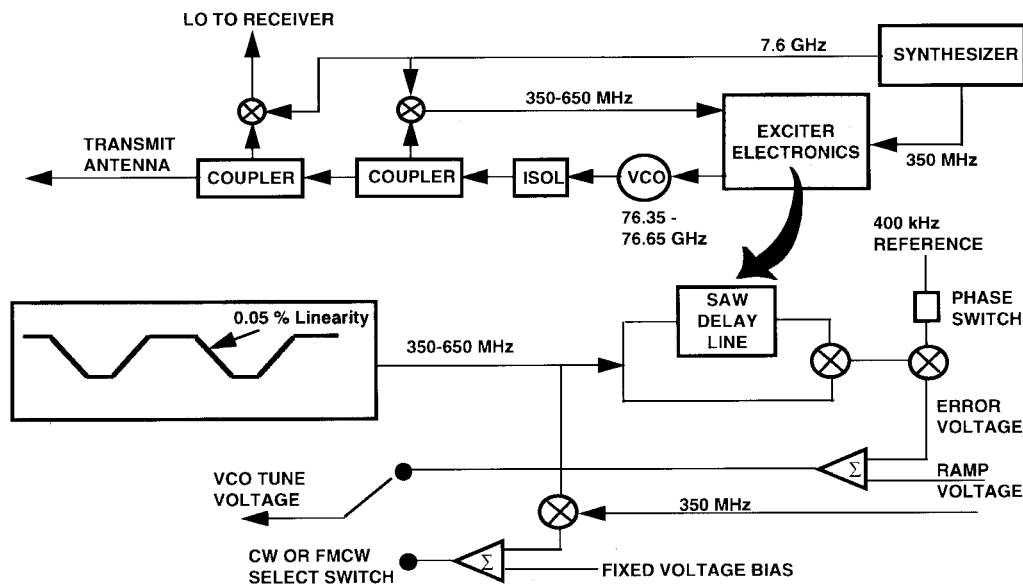 LO TO RECEIVER
7.6 GHz
SYNTHESIZER
350-650 MHz
EXCITER
ELECTRONICS
350 MHz
TRANSMIT
ANTENNA
COUPLER
COUPLER
ISOL
VCO
76.35 -
76.65 GHz
400 kHz
REFERENCE
PHASE
SWITCH
SAW
DELAY
LINE
0.05 % Linearity
350-650 MHz
ERROR
VOLTAGE
Σ
RAMP
VOLTAGE
VCO TUNE
VOLTAGE
350 MHz
CW OR FMCW
SELECT SWITCH
Σ
FIXED VOLTAGE BIAS